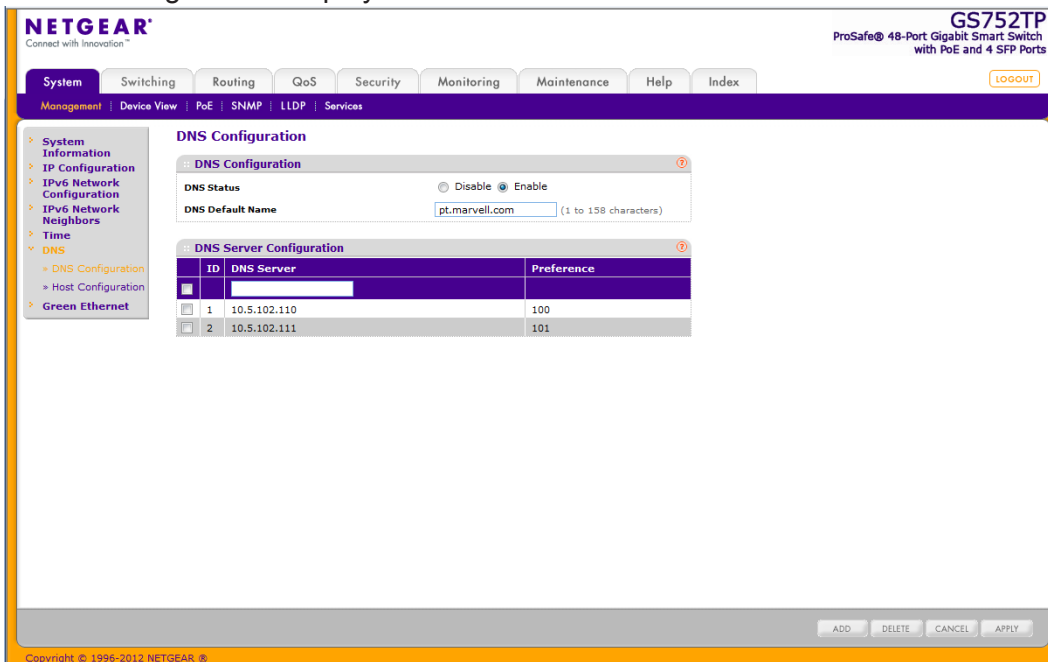 NETGEAR®
Connect with Innovation™
GS752TP
ProSafe® 48-Port Gigabit Smart Switch
with PoE and 4 SFP Ports
System Switching Routing QoS Security Monitoring Maintenance Help Index
LOGOUT
Management Device View PoE SNMP LLDP Services
System Information
IP Configuration
IPv6 Network Configuration
IPv6 Network Neighbors
Time
DNS
» DNS Configuration
» Host Configuration
Green Ethernet
DNS Configuration
DNS Configuration
DNS Status Disable Enable
DNS Default Name pt.marvell.com (1 to 158 characters)
DNS Server Configuration
ID DNS Server Preference
1 10.5.102.110 100
2 10.5.102.111 101
ADD DELETE CANCEL APPLY
Copyright © 1996-2012 NETGEAR ®